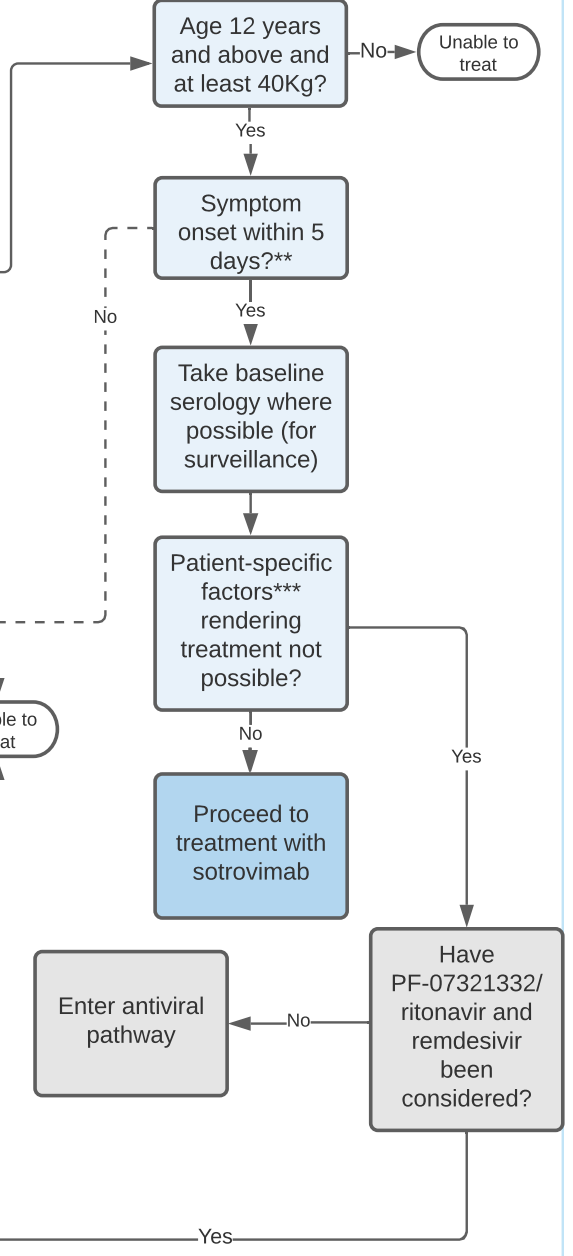 Age 12 years
and above and
at least 40Kg?
No
Unable to
treat
Yes
Symptom
onset within 5
days?**
No
Yes
Take baseline
serology where
possible (for
surveillance)
Patient-specific
factors***
rendering
treatment not
possible?
to
No
Yes
Proceed to
treatment with
sotrovimab
Have
PF-07321332/
ritonavir and
remdesivir
been
considered?
No
Enter antiviral
pathway
Yes